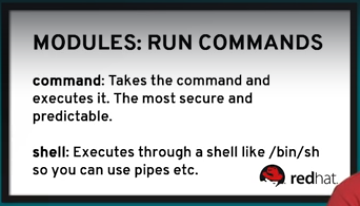 MODULES: RUN COMMANDS
command: Takes the command and
executes it. The most secure and
predictable.
shell: Executes through a shell like /bin/sh
so you can use pipes etc.
redhat.